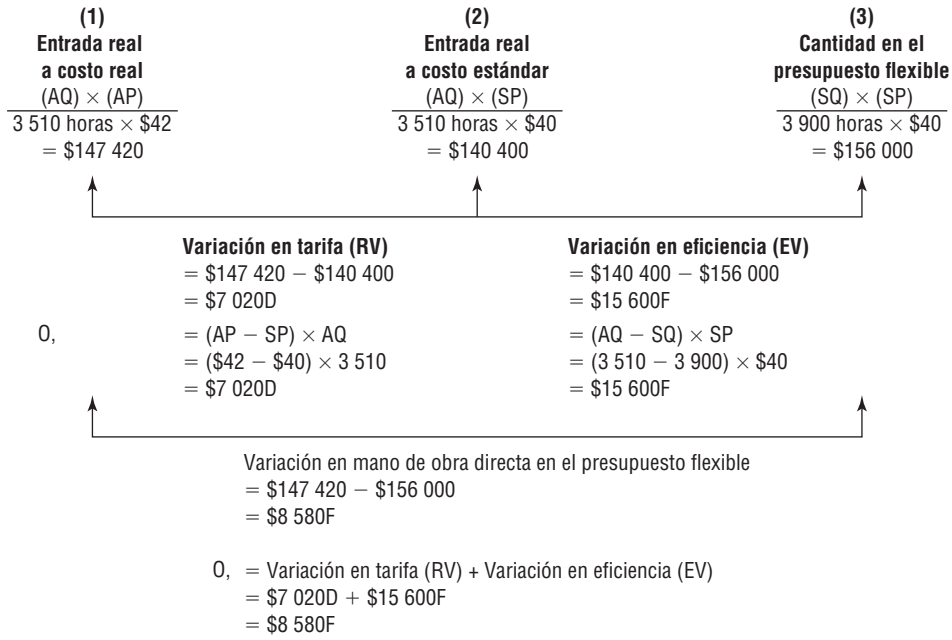 (1) (2) (3)
Entrada real Entrada real Cantidad en el
a costo real a costo estándar presupuesto flexible
(AQ) × (AP) (AQ) × (SP) (SQ) × (SP)
3 510 horas × $42 3 510 horas × $40 3 900 horas × $40
= $147 420 = $140 400 = $156 000
Variación en tarifa (RV) Variación en eficiencia (EV)
= $147 420 − $140 400 = $140 400 − $156 000
= $7 020D = $15 600F
O, = (AP − SP) × AQ = (AQ − SQ) × SP
= ($42 − $40) × 3 510 = (3 510 − 3 900) × $40
= $7 020D = $15 600F
Variación en mano de obra directa en el presupuesto flexible
= $147 420 − $156 000
= $8 580F
O, = Variación en tarifa (RV) + Variación en eficiencia (EV)
= $7 020D + $15 600F
= $8 580F